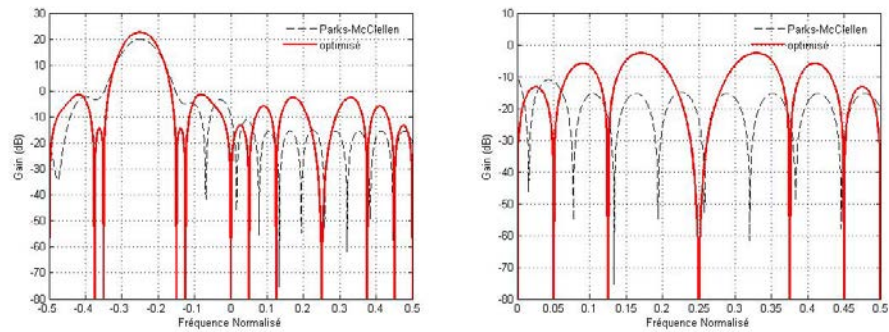 30
20
10
0
-10
-20
-30
-40
-50
-60
-70
-80
Gain (dB)
Parks-McClellen
optimisé
-0.5 -0.4 -0.3 -0.2 -0.1 0 0.1 0.2 0.3 0.4 0.5
Fréquence Normalisé
10
0
-10
-20
-30
-40
-50
-60
-70
-80
Gain (dB)
Parks-McClellen
optimisé
0 0.05 0.1 0.15 0.2 0.25 0.3 0.35 0.4 0.45 0.5
Fréquence Normalisé